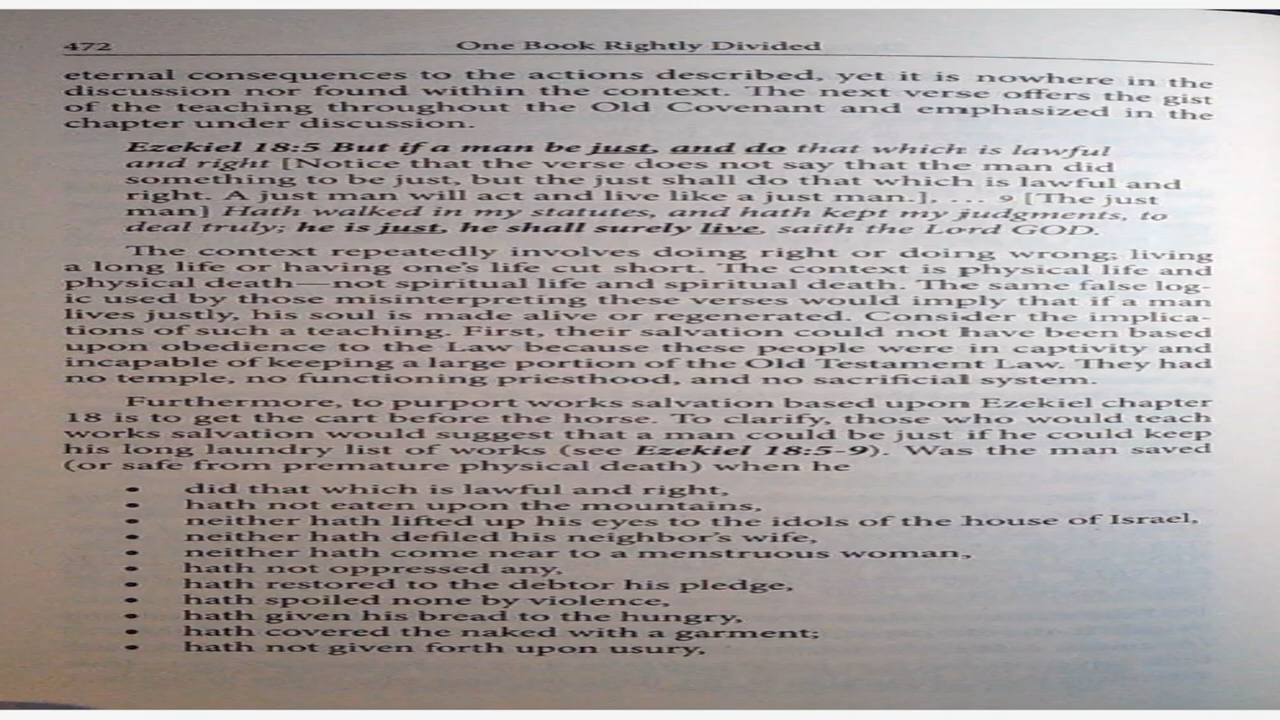 472 One Book Rightly Divided
eternal consequences to the actions described, yet it is nowhere in the
discussion nor found within the context. The next verse offers the gist
of the teaching throughout the Old Covenant and emphasized in the
chapter under discussion.
Ezekiel 18:5 But if a man be just, and do that which is lawful
and right [Notice that the verse does not say that the man did
something to be just, but the just shall do that which is lawful and
right. A just man will act and live like a just man.], … 9 [The just
man] Hath walked in my statutes, and hath kept my judgments, to
deal truly; he is just, he shall surely live, saith the Lord GOD.
The context repeatedly involves doing right or doing wrong; living
a long life or having one's life cut short. The context is physical life and
physical death—not spiritual life and spiritual death. The same false log-
ic used by those misinterpreting these verses would imply that if a man
lives justly, his soul is made alive or regenerated. Consider the implica-
tions of such a teaching. First, their salvation could not have been based
upon obedience to the Law because these people were in captivity and
incapable of keeping a large portion of the Old Testament Law. They had
no temple, no functioning priesthood, and no sacrificial system.
Furthermore, to purport works salvation based upon Ezekiel chapter
18 is to get the cart before the horse. To clarify, those who would teach
works salvation would suggest that a man could be just if he could keep
his long laundry list of works (see Ezekiel 18:5-9). Was the man saved
(or safe from premature physical death) when he
• did that which is lawful and right,
• hath not eaten upon the mountains,
• neither hath lifted up his eyes to the idols of the house of Israel,
• neither hath defiled his neighbor's wife,
• neither hath come near to a menstruous woman,
• hath not oppressed any,
• hath restored to the debtor his pledge,
• hath spoiled none by violence,
• hath given his bread to the hungry,
• hath covered the naked with a garment;
• hath not given forth upon usury,